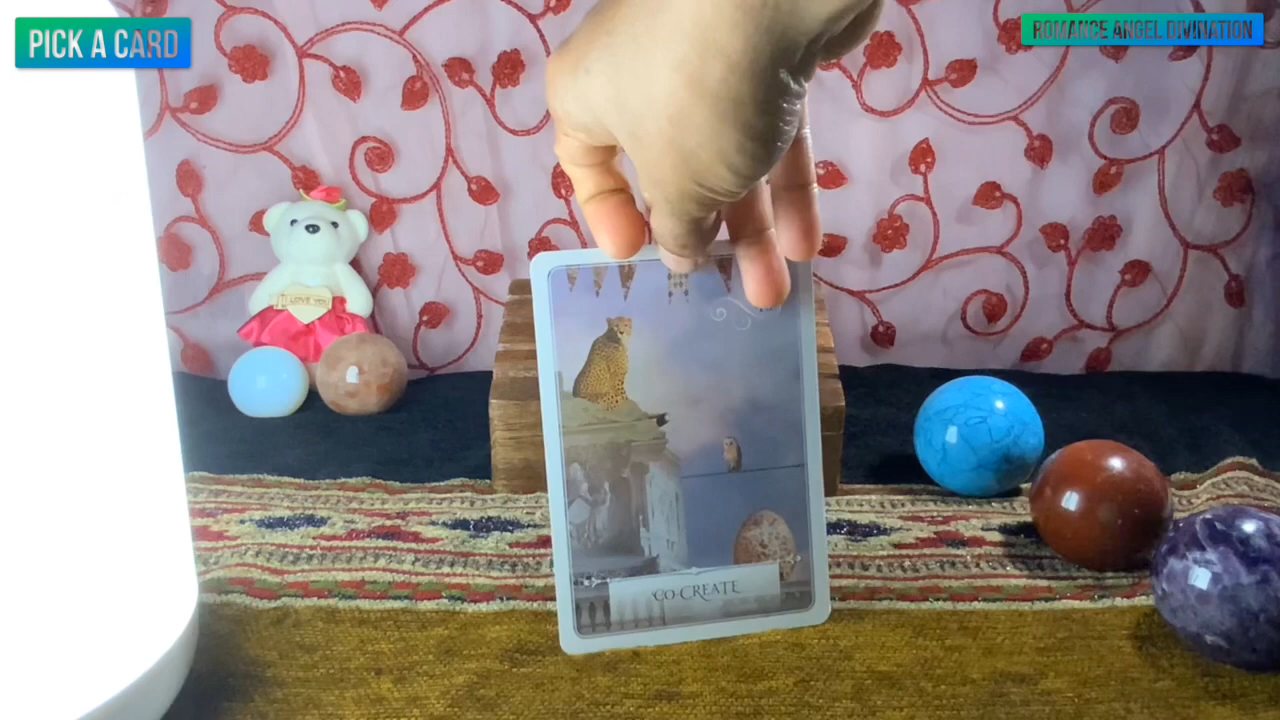 PICK A CARD
ROMANCE ANGEL DIVINATION
I LOVE YOU
CO-CREATE